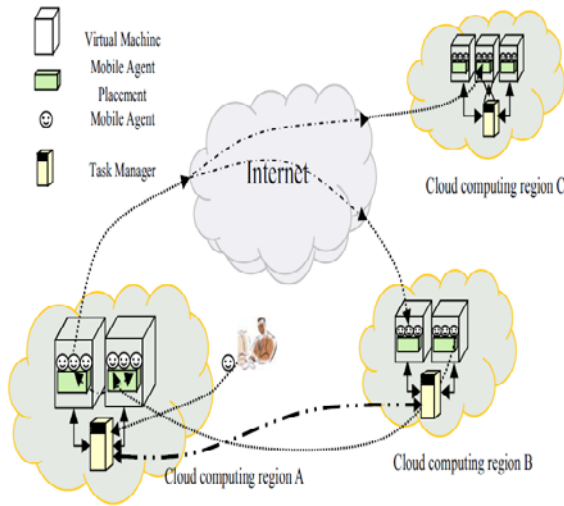 Virtual Machine
Mobile Agent
Placement
Mobile Agent
Task Manager
Internet
Cloud computing region C
Cloud computing region B
Cloud computing region A